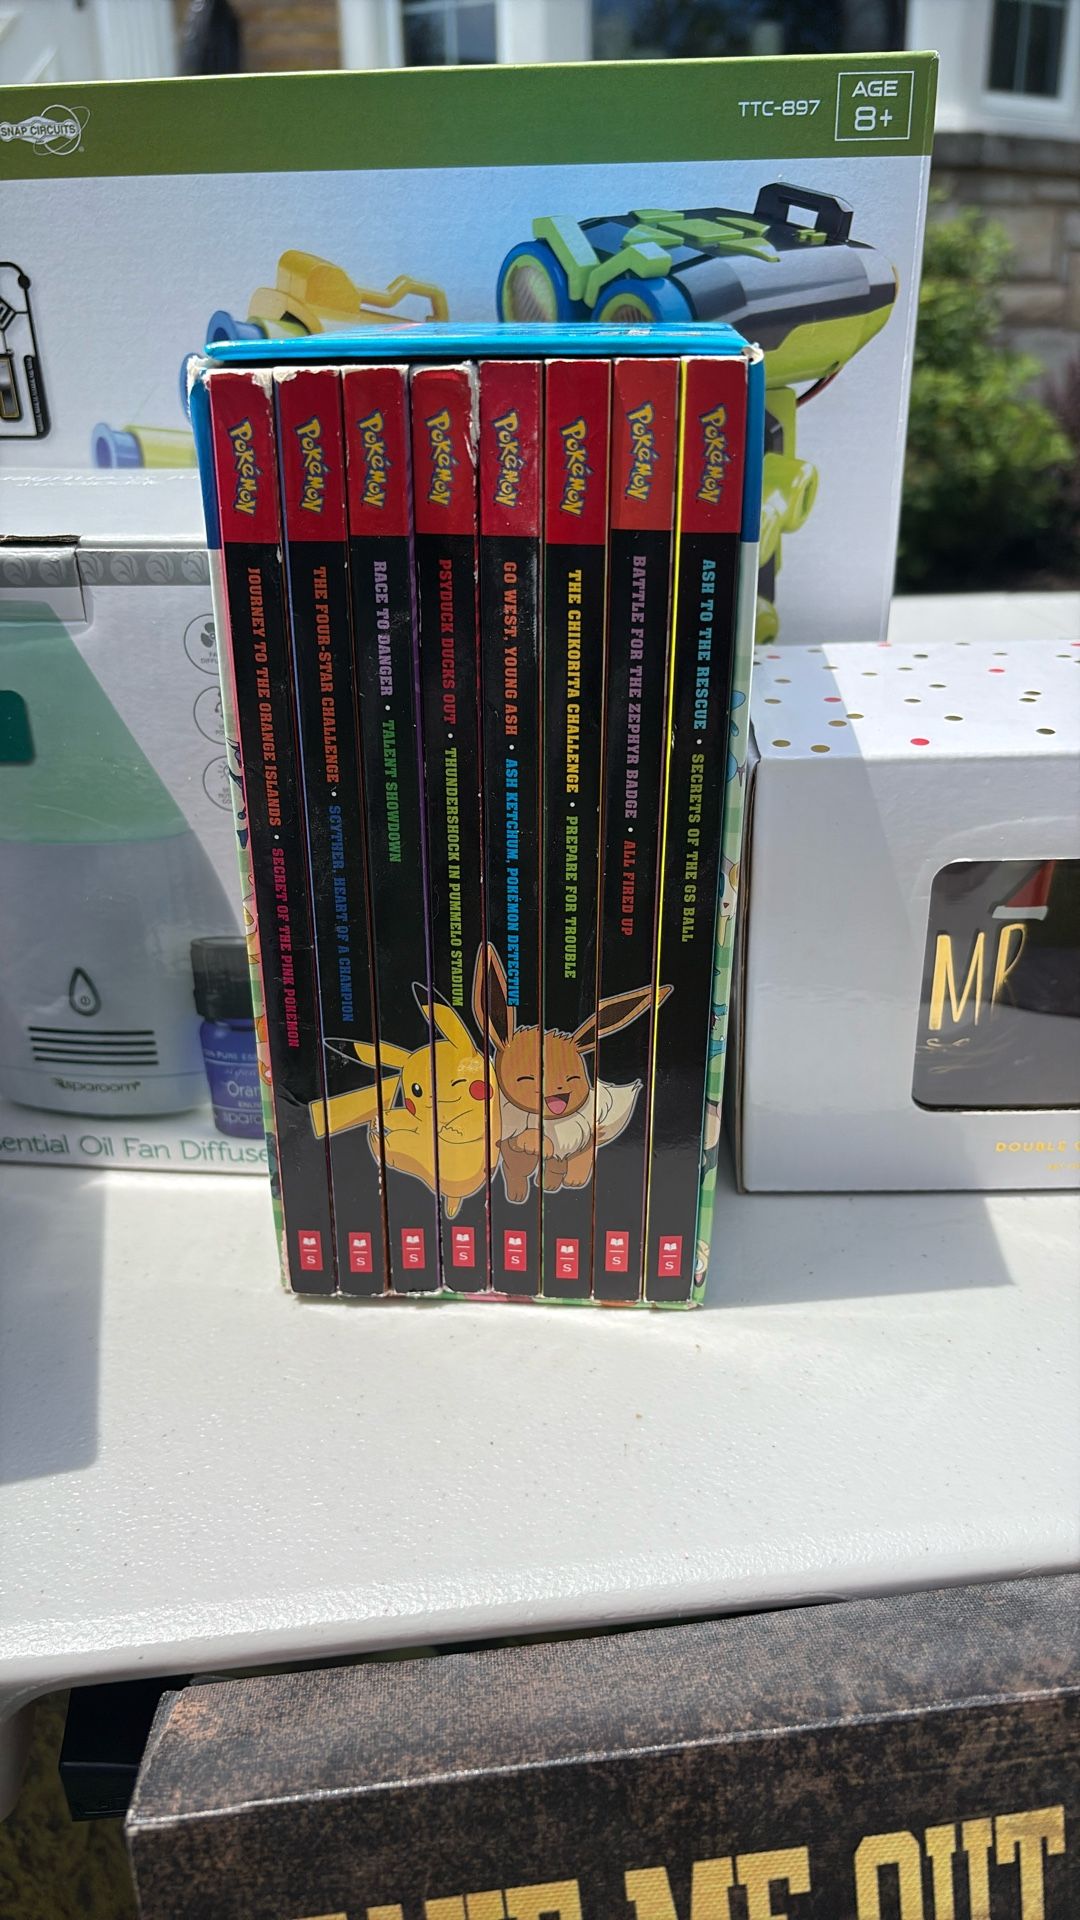 SNAP CIRCUITS
TTC-897
AGE
8+
POKéMON
JOURNEY TO THE ORANGE ISLANDS • SECRET OF THE PINK POKÉMON
S
POKéMON
THE FOUR-STAR CHALLENGE • SCYTHER, HEART OF A CHAMPION
S
POKéMON
RACE TO DANGER • TALENT SHOWDOWN
S
POKéMON
PSYDUCK DUCKS OUT • THUNDERSHOCK IN PUMMELO STADIUM
S
POKéMON
GO WEST, YOUNG ASH • ASH KETCHUM, POKÉMON DETECTIVE
S
POKéMON
THE CHIKORITA CHALLENGE • PREPARE FOR TROUBLE
S
POKéMON
BATTLE FOR THE ZEPHYR BADGE • ALL FIRED UP
S
POKéMON
ASH TO THE RESCUE • SECRETS OF THE GS BALL
S
sparoom
Oran
ential Oil Fan Diffuse
MR
DOUBLE
ME OUT